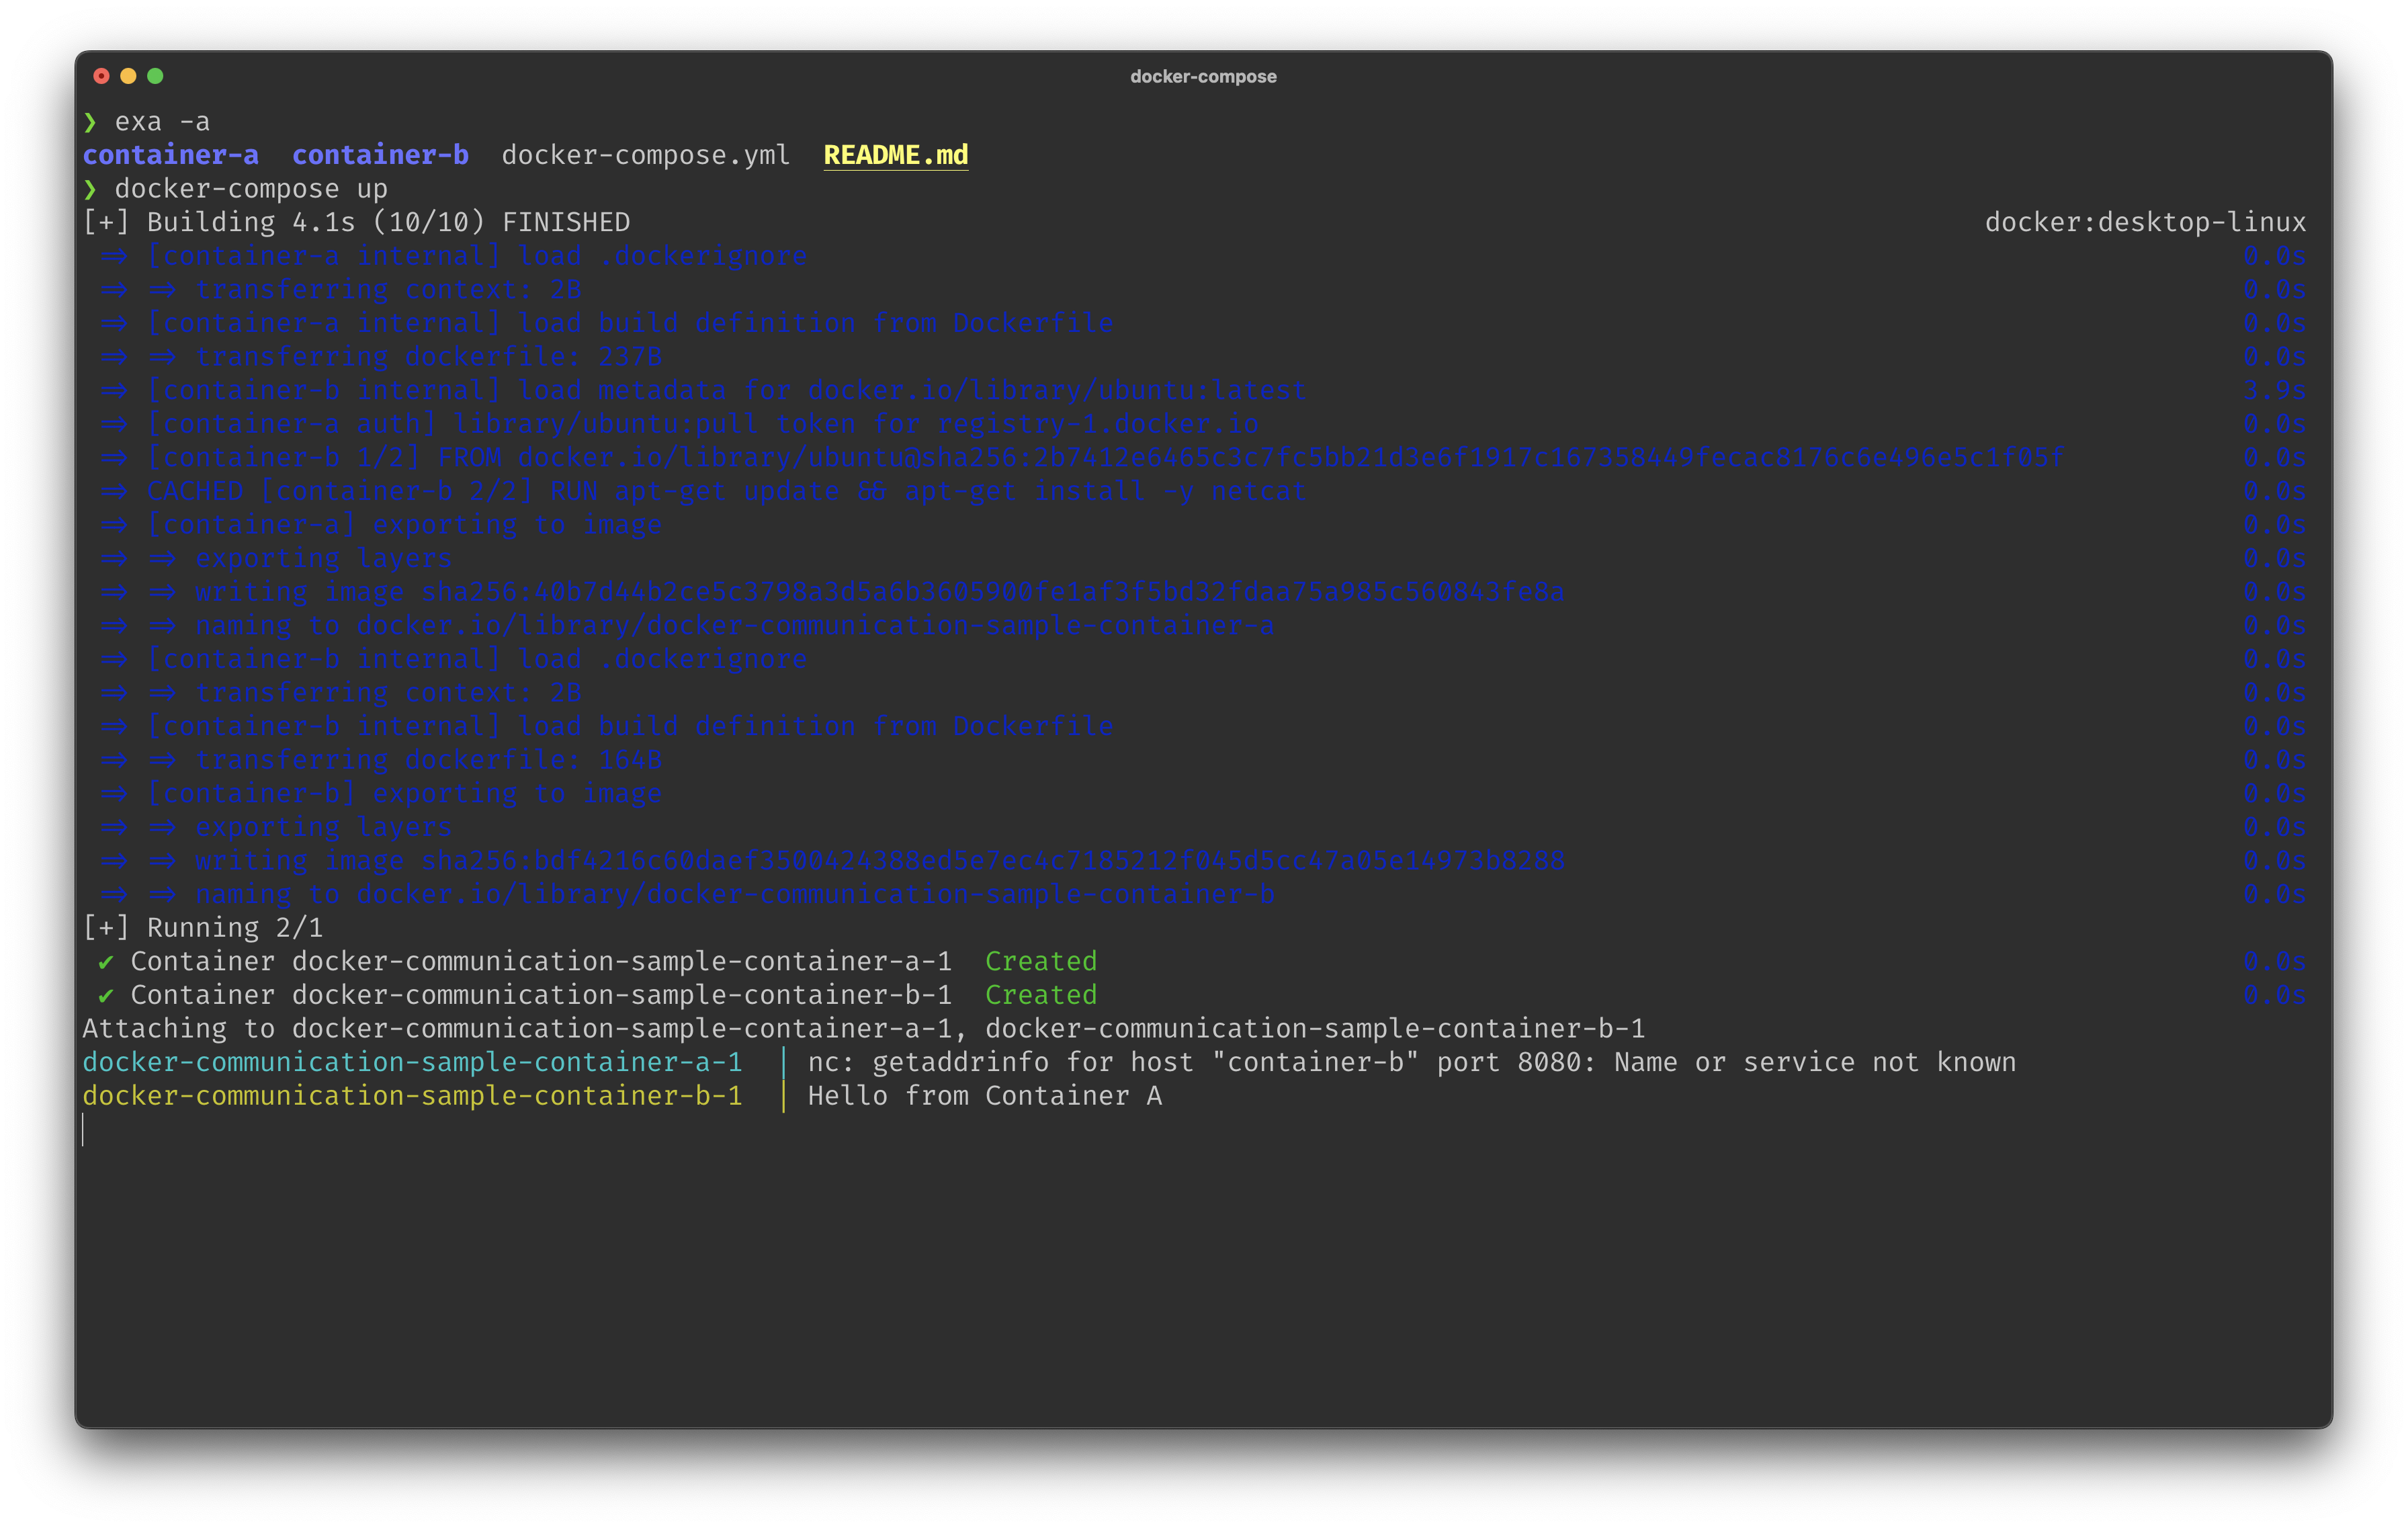 docker-compose
❯ exa -a
container-a  container-b  docker-compose.yml  README.md
❯ docker-compose up
[+] Building 4.1s (10/10) FINISHED docker:desktop-linux
=> [container-a internal] load .dockerignore 0.0s
=> => transferring context: 2B 0.0s
=> [container-a internal] load build definition from Dockerfile 0.0s
=> => transferring dockerfile: 237B 0.0s
=> [container-b internal] load metadata for docker.io/library/ubuntu:latest 3.9s
=> [container-a auth] library/ubuntu:pull token for registry-1.docker.io 0.0s
=> [container-b 1/2] FROM docker.io/library/ubuntu@sha256:2b7412e6465c3c7fc5bb21d3e6f1917c167358449fecac8176c6e496e5c1f05f 0.0s
=> CACHED [container-b 2/2] RUN apt-get update && apt-get install -y netcat 0.0s
=> [container-a] exporting to image 0.0s
=> => exporting layers 0.0s
=> => writing image sha256:40b7d44b2ce5c3798a3d5a6b3605900fe1af3f5bd32fdaa75a985c560843fe8a 0.0s
=> => naming to docker.io/library/docker-communication-sample-container-a 0.0s
=> [container-b internal] load .dockerignore 0.0s
=> => transferring context: 2B 0.0s
=> [container-b internal] load build definition from Dockerfile 0.0s
=> => transferring dockerfile: 164B 0.0s
=> [container-b] exporting to image 0.0s
=> => exporting layers 0.0s
=> => writing image sha256:bdf4216c60daef3500424388ed5e7ec4c7185212f045d5cc47a05e14973b8288 0.0s
=> => naming to docker.io/library/docker-communication-sample-container-b 0.0s
[+] Running 2/1
✔ Container docker-communication-sample-container-a-1  Created 0.0s
✔ Container docker-communication-sample-container-b-1  Created 0.0s
Attaching to docker-communication-sample-container-a-1, docker-communication-sample-container-b-1
docker-communication-sample-container-a-1  | nc: getaddrinfo for host "container-b" port 8080: Name or service not known
docker-communication-sample-container-b-1  | Hello from Container A